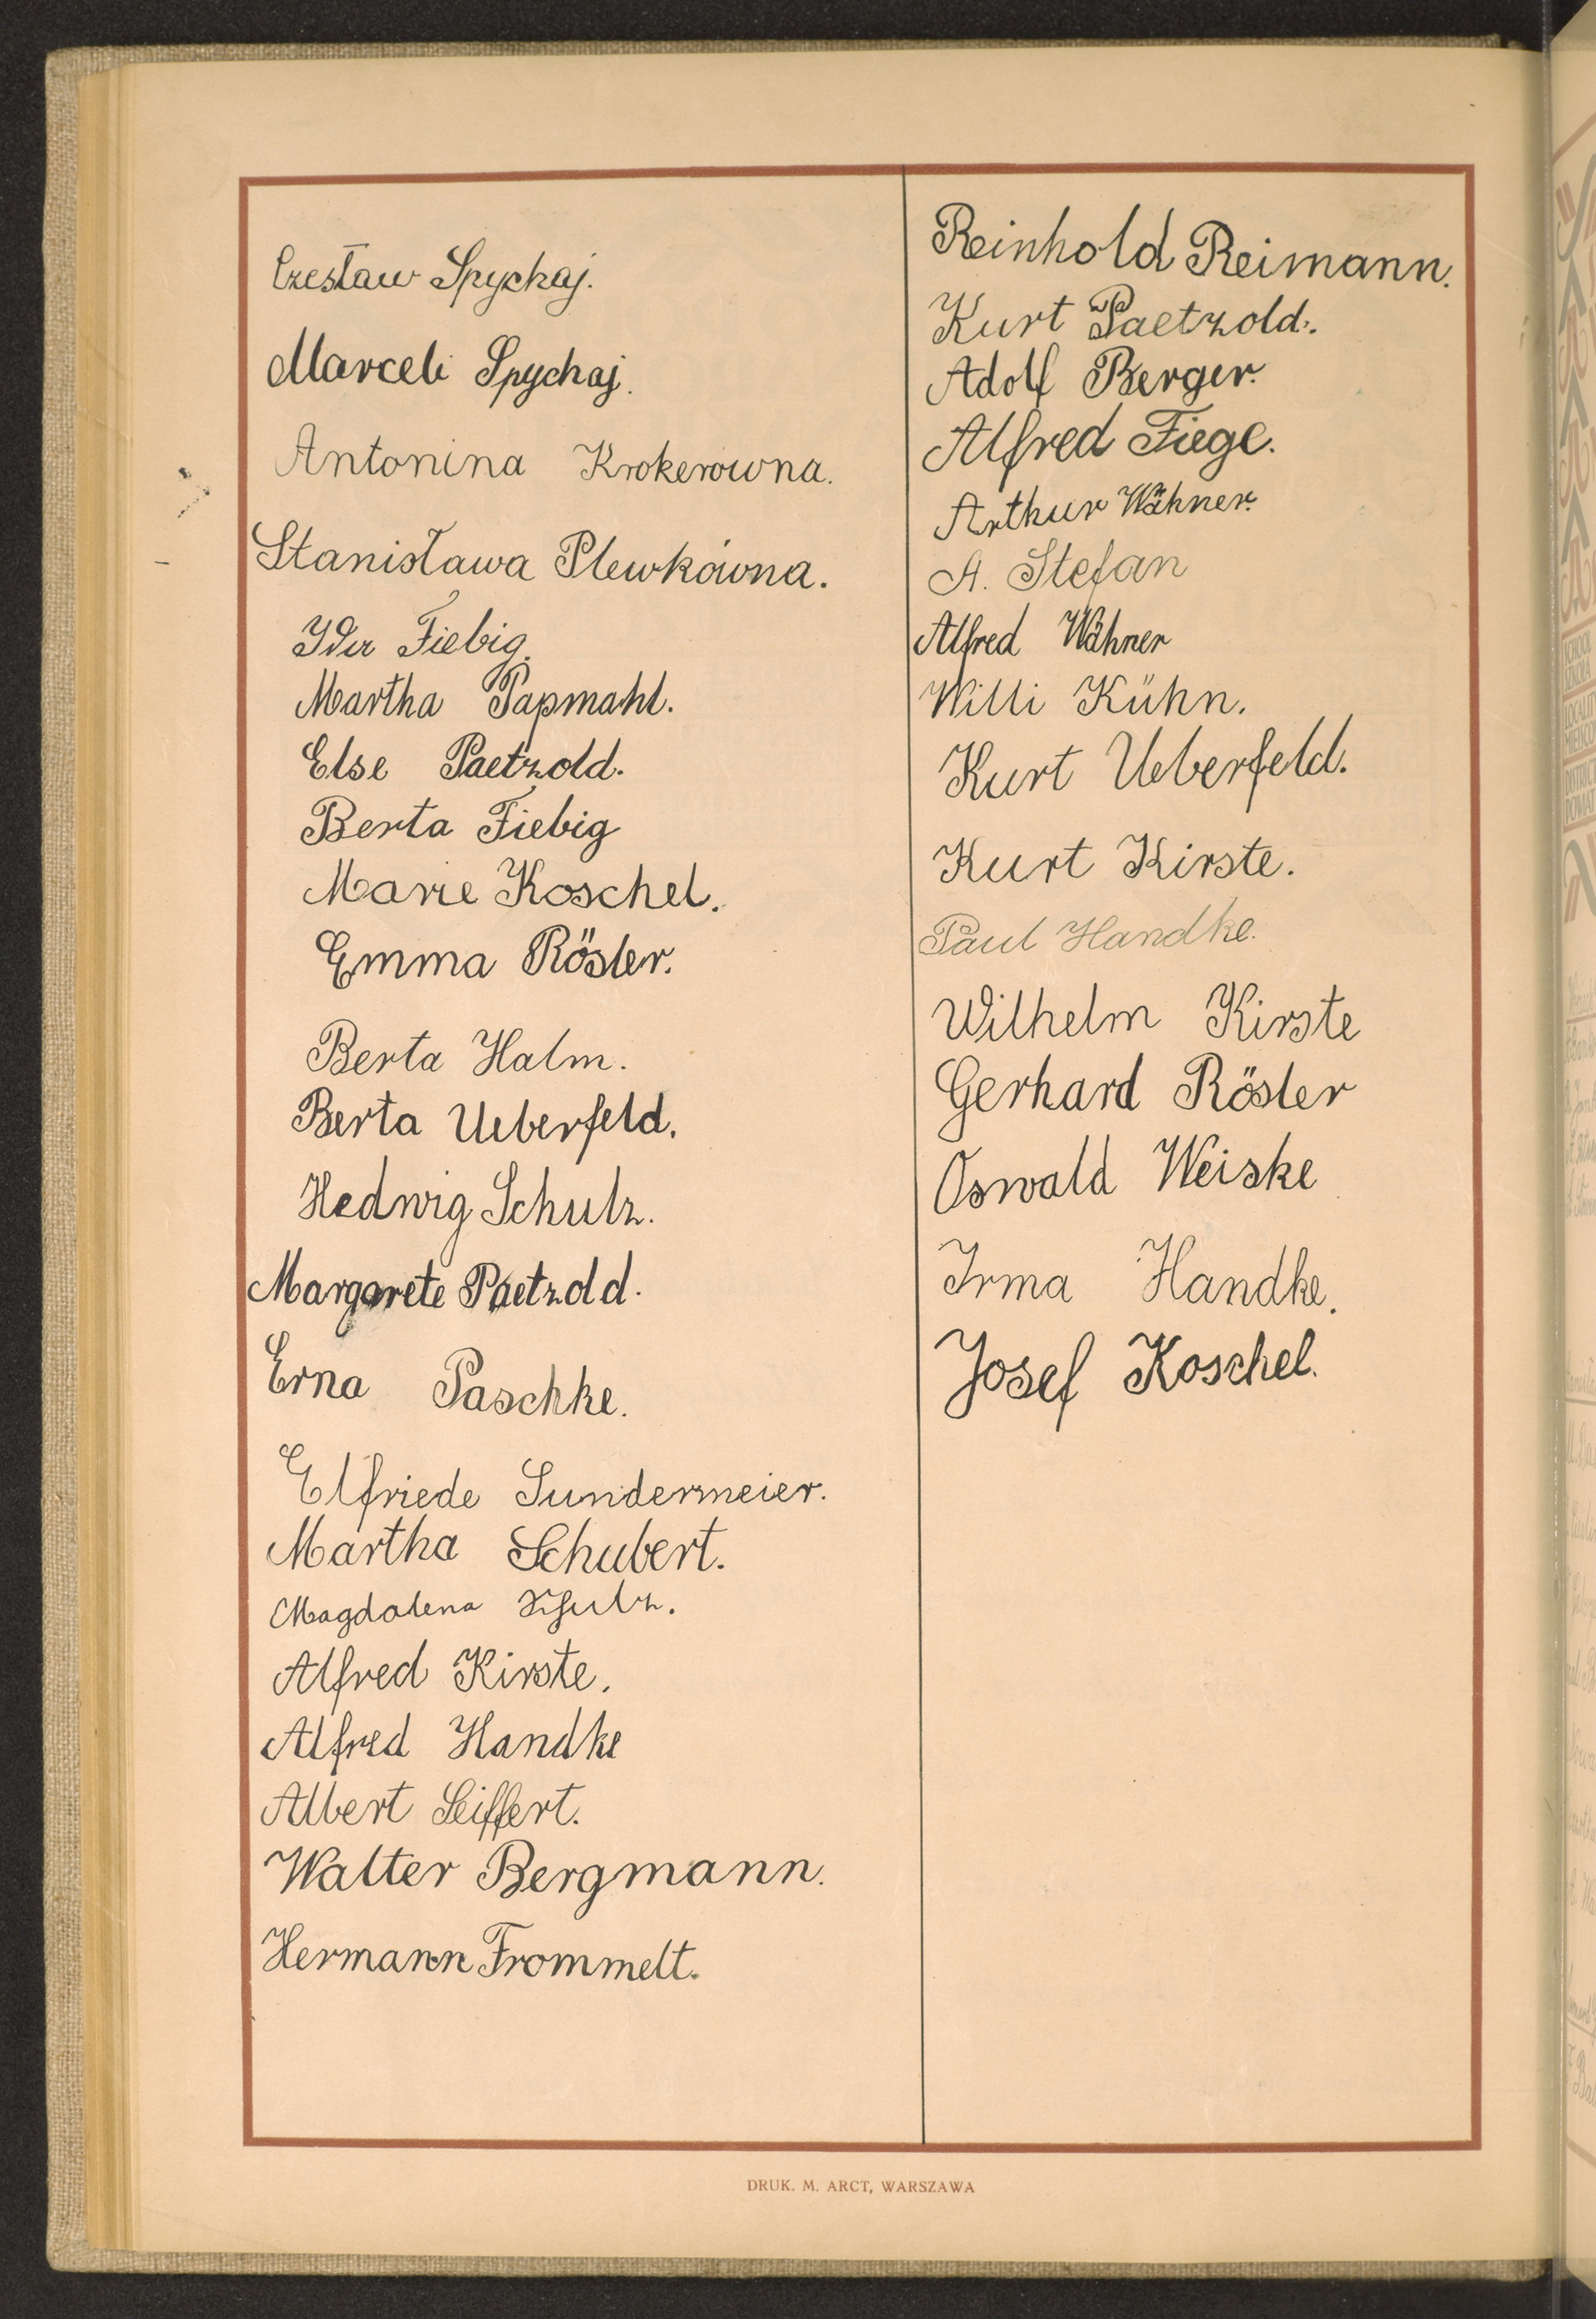 Czesław Spychaj.
Marceli Spychaj.
Antonina Krokerowna.
Stanisława Plewkówna.
Ida Fiebig.
Martha Papmahl.
Else Paetzold.
Berta Fiebig
Marie Koschel.
Emma Rösler.
Berta Halm.
Berta Ueberfeld.
Hedwig Schulz.
Margarete Paetzold.
Erna Paschke.
Elfriede Sundermeier.
Martha Schubert.
Magdalena Schulz.
Alfred Kirste.
Alfred Handke
Albert Seiffert.
Walter Bergmann.
Hermann Frommelt.
Reinhold Reimann.
Kurt Paetzold.
Adolf Berger.
Alfred Fiege.
Arthur Wähner.
A. Stefan
Alfred Wähner
Willi Kühn.
Kurt Ueberfeld.
Kurt Kirste.
Paul Handke.
Wilhelm Kirste
Gerhard Rösler
Oswald Weiske
Irma Handke.
Josef Koschel.
DRUK. M. ARCT, WARSZAWA